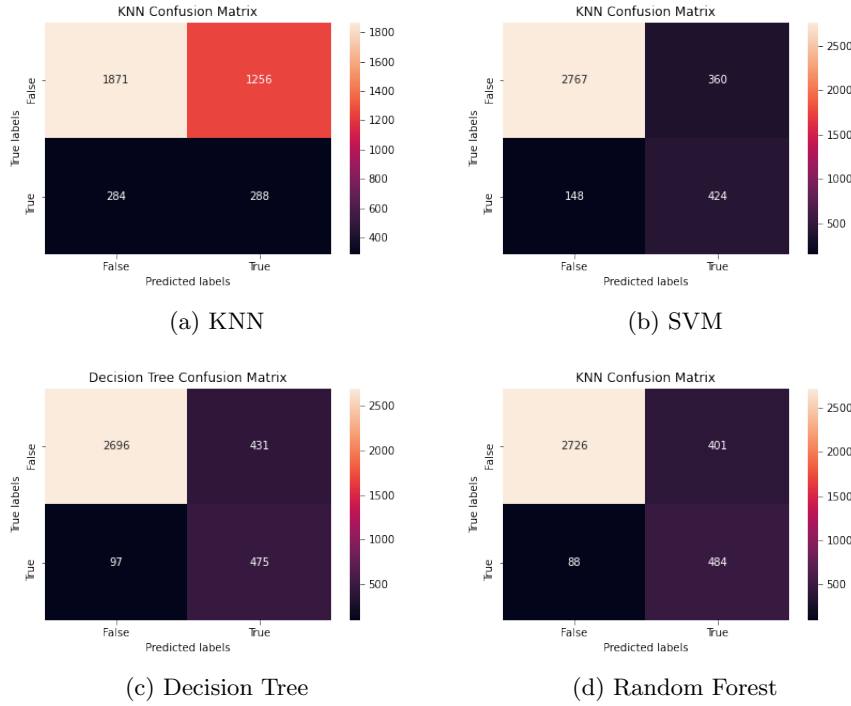 KNN Confusion Matrix
1871 1256
284 288
False True
Predicted labels
False True
True labels
1800
1600
1400
1200
1000
800
600
400
(a) KNN
KNN Confusion Matrix
2767 360
148 424
False True
Predicted labels
False True
True labels
2500
2000
1500
1000
500
(b) SVM
Decision Tree Confusion Matrix
2696 431
97 475
False True
Predicted labels
False True
True labels
2500
2000
1500
1000
500
(c) Decision Tree
KNN Confusion Matrix
2726 401
88 484
False True
Predicted labels
False True
True labels
2500
2000
1500
1000
500
(d) Random Forest